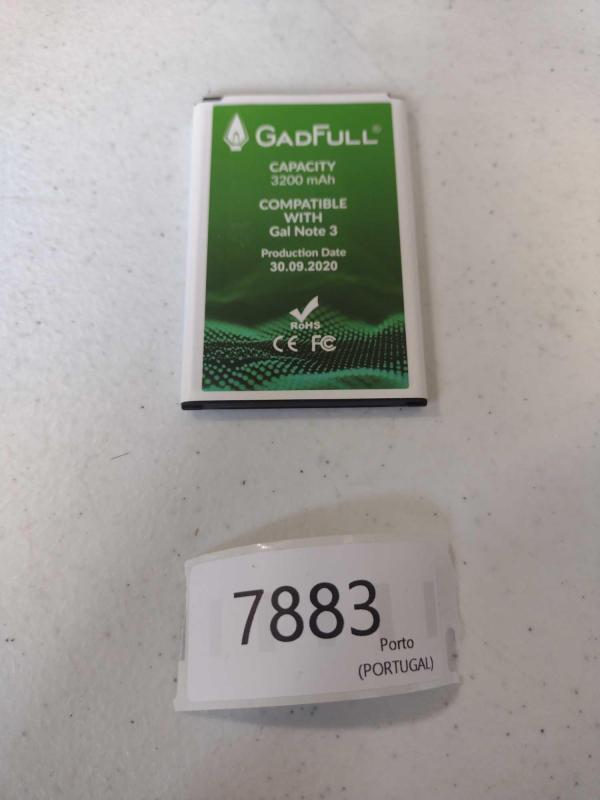 GADFULL®
CAPACITY
3200 mAh
COMPATIBLE
WITH
Gal Note 3
Production Date
30.09.2020
RoHS
CE FC
7883
Porto
(PORTUGAL)